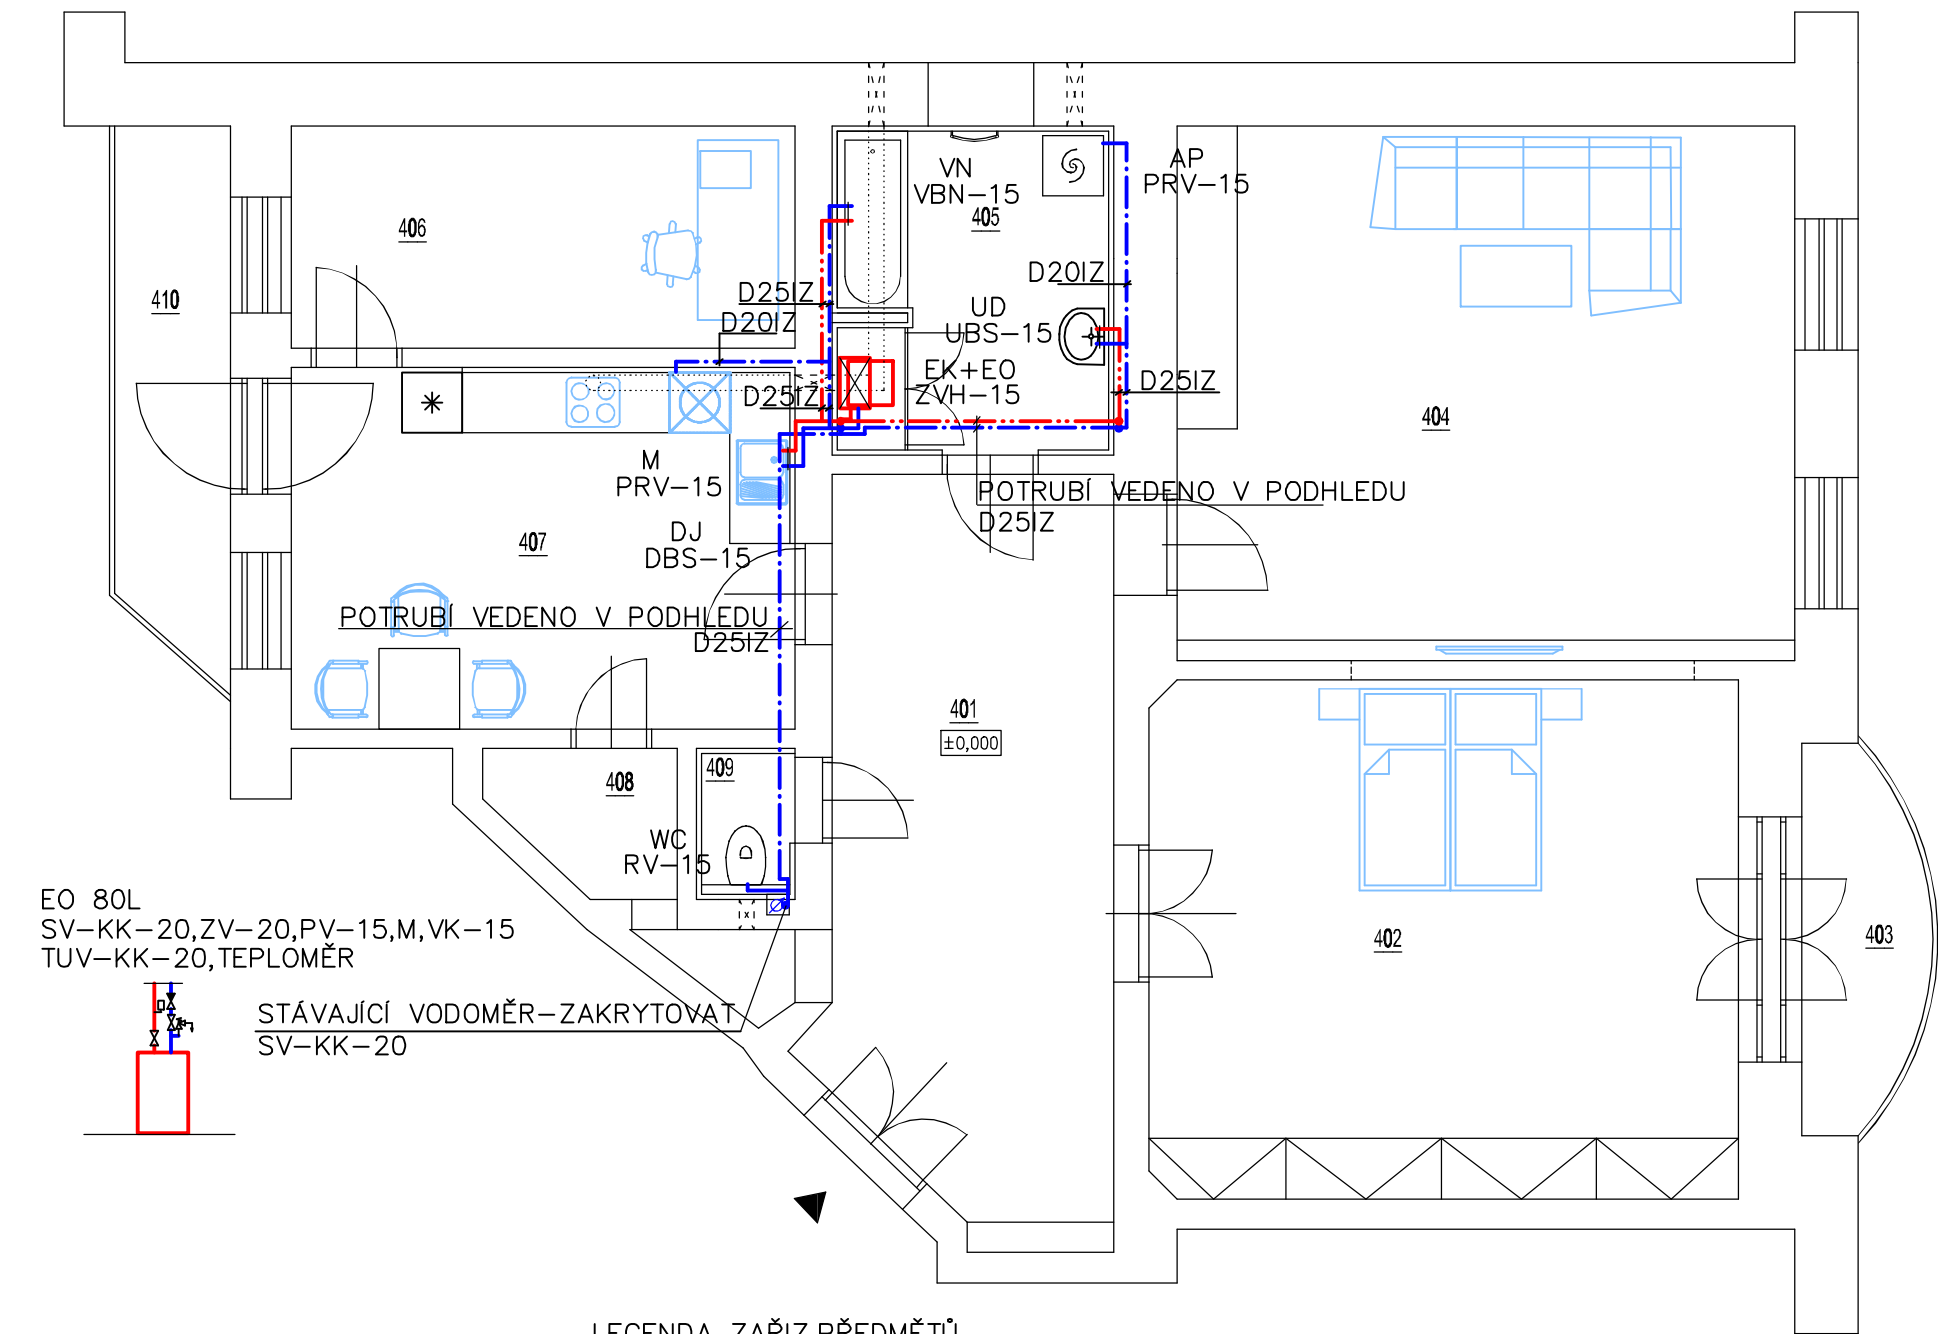 AP
PRV-15
VN
VBN-15
405
406
410
D20IZ
D25IZ
D20IZ
UD
UBS-15
EK+EO
ZVH-15
D25IZ
D25IZ
404
M
PRV-15
POTRUBÍ VEDENO V PODHLEDU
D25IZ
407
DJ
DBS-15
POTRUBÍ VEDENO V PODHLEDU
D25IZ
401
±0,000
408
409
WC
RV-15
402
403
EO 80L
SV-KK-20,ZV-20,PV-15,M,VK-15
TUV-KK-20,TEPLOMĚR
STÁVAJÍCÍ VODOMĚR-ZAKRYTOVAT
SV-KK-20
LEGENDA ZAŘIZ.PŘEDMĚTŮ